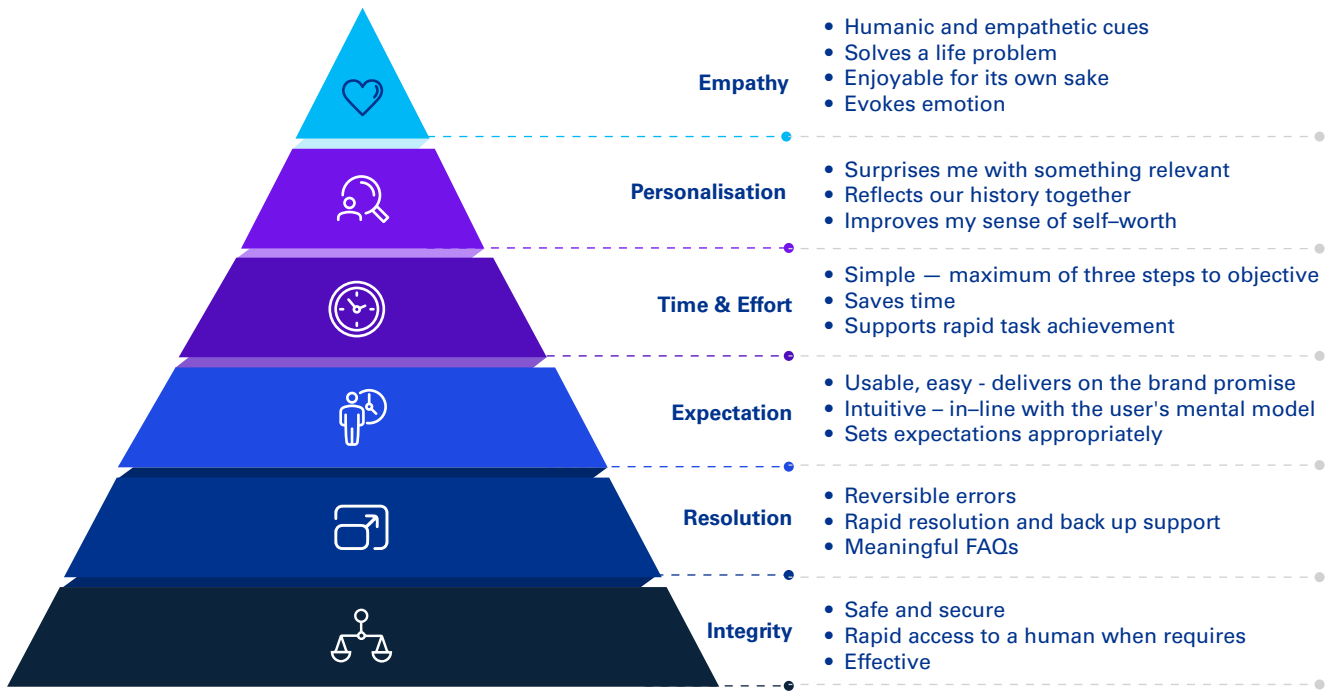 Empathy
• Humanic and empathetic cues
• Solves a life problem
• Enjoyable for its own sake
• Evokes emotion
Personalisation
• Surprises me with something relevant
• Reflects our history together
• Improves my sense of self–worth
Time & Effort
• Simple — maximum of three steps to objective
• Saves time
• Supports rapid task achievement
Expectation
• Usable, easy - delivers on the brand promise
• Intuitive – in–line with the user's mental model
• Sets expectations appropriately
Resolution
• Reversible errors
• Rapid resolution and back up support
• Meaningful FAQs
Integrity
• Safe and secure
• Rapid access to a human when requires
• Effective